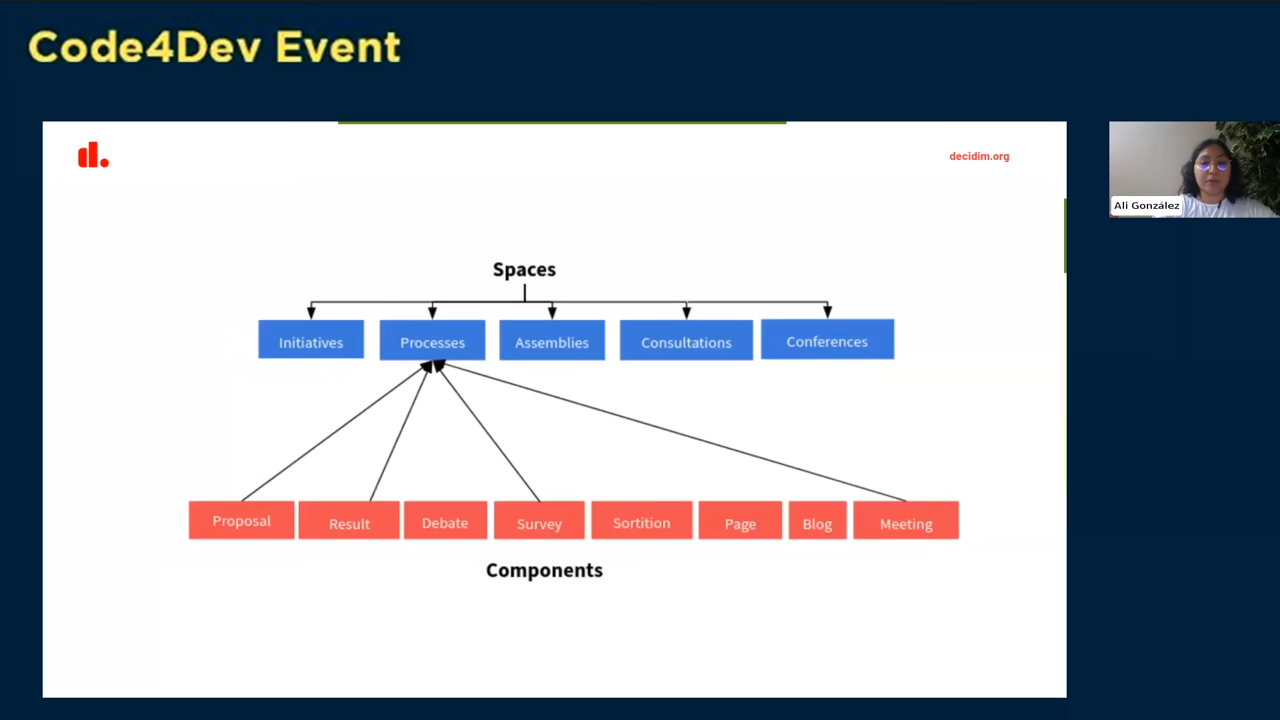 Code4Dev Event
d.
decidim.org
Ali González
Spaces
Initiatives
Processes
Assemblies
Consultations
Conferences
Proposal
Result
Debate
Survey
Sortition
Page
Blog
Meeting
Components